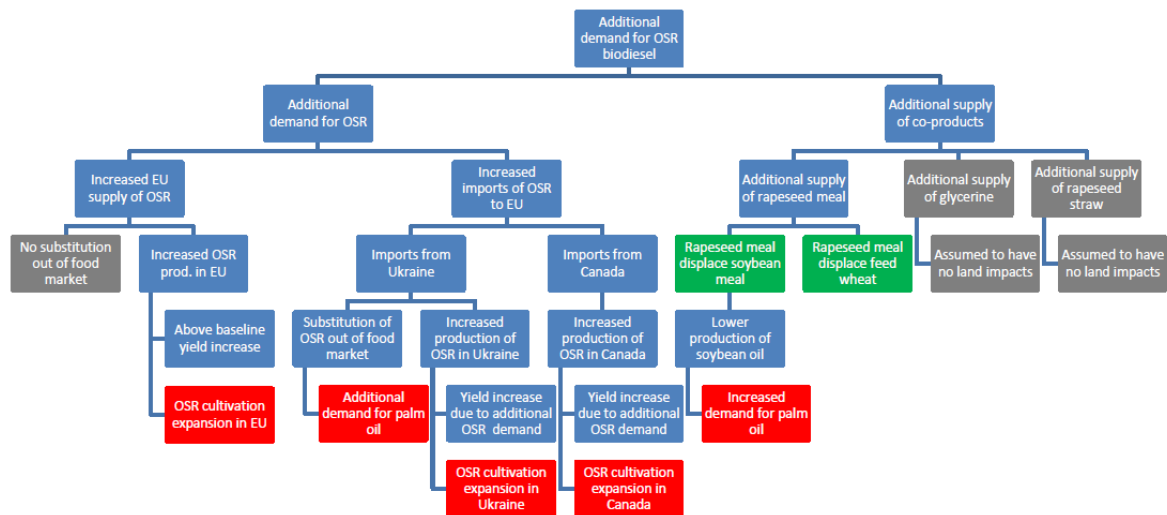 Additional
demand for OSR
biodiesel
Additional
demand for OSR
Additional supply
of co-products
Increased EU
supply of OSR
Increased
imports of OSR
to EU
Additional supply
of rapeseed meal
Additional supply
of glycerine
Additional supply
of rapeseed
straw
No substitution
out of food
market
Increased OSR
prod. in EU
Imports from
Ukraine
Imports from
Canada
Rapeseed meal
displace soybean
meal
Rapeseed meal
displace feed
wheat
Assumed to have
no land impacts
Assumed to have
no land impacts
Above baseline
yield increase
Substitution of
OSR out of food
market
Increased
production of
OSR in Ukraine
Increased
production of
OSR in Canada
Lower
production of
soybean oil
OSR cultivation
expansion in EU
Additional
demand for palm
oil
Yield increase
due to additional
OSR demand
Yield increase
due to additional
OSR demand
Increased
demand for palm
oil
OSR cultivation
expansion in
Ukraine
OSR cultivation
expansion in
Canada